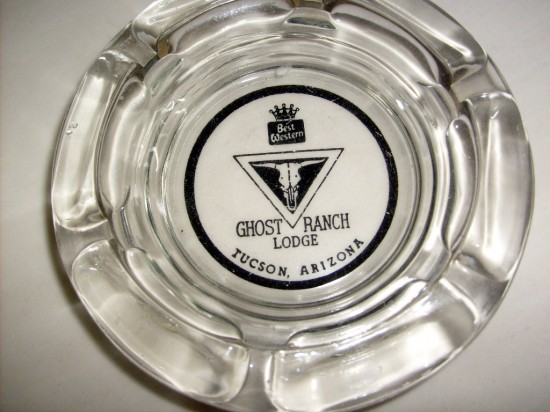 Best
Western
GHOST RANCH
LODGE
TUCSON, ARIZONA